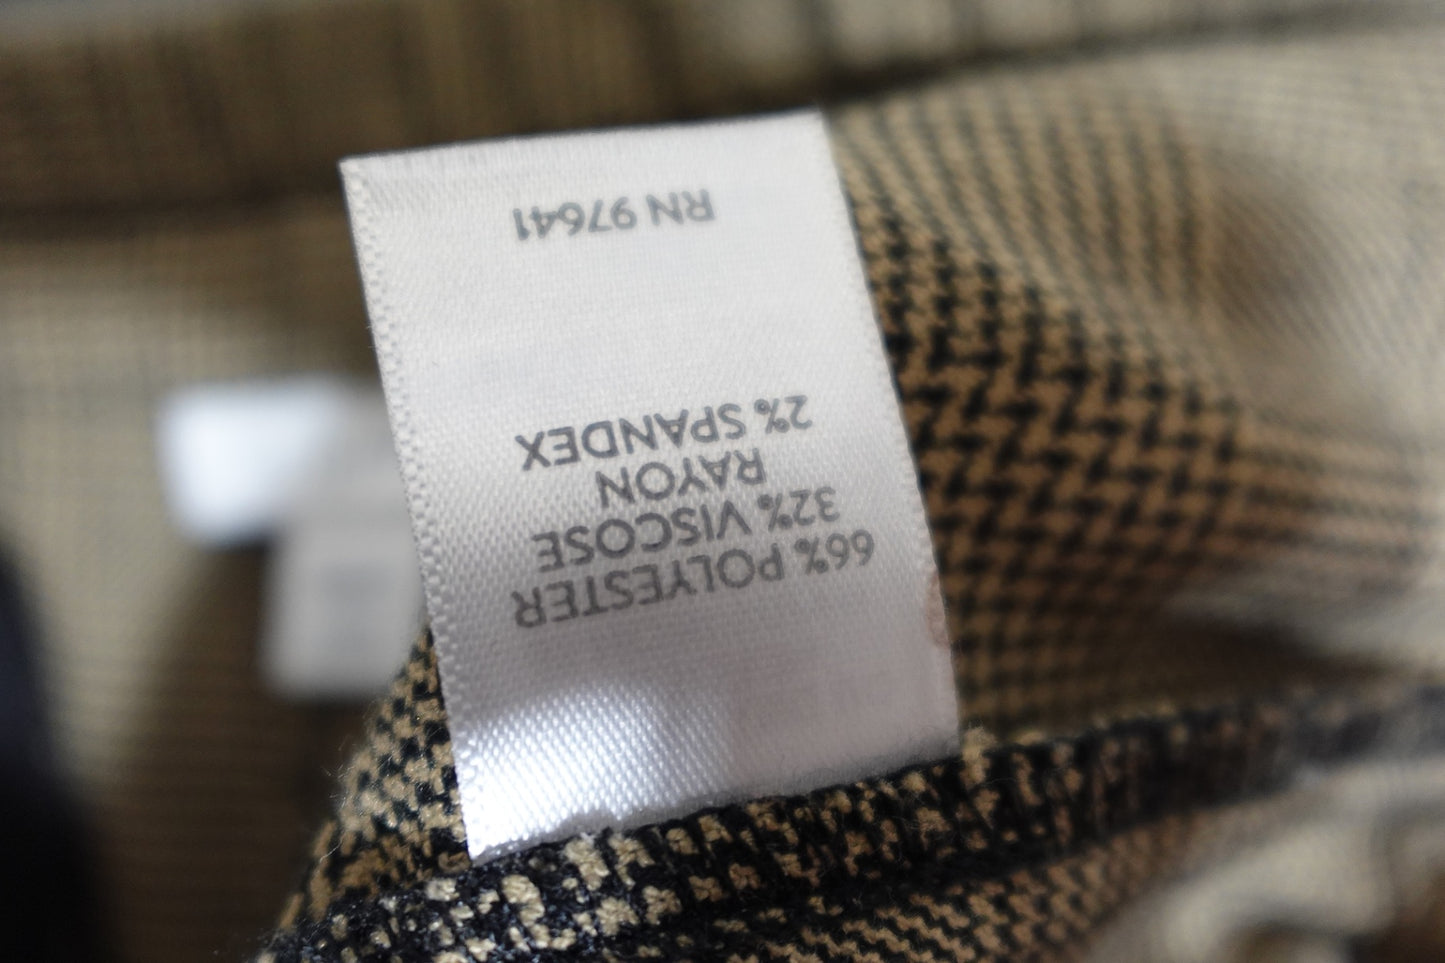 66% POLYESTER
32% VISCOSE
RAYON
2% SPANDEX
RN 97641